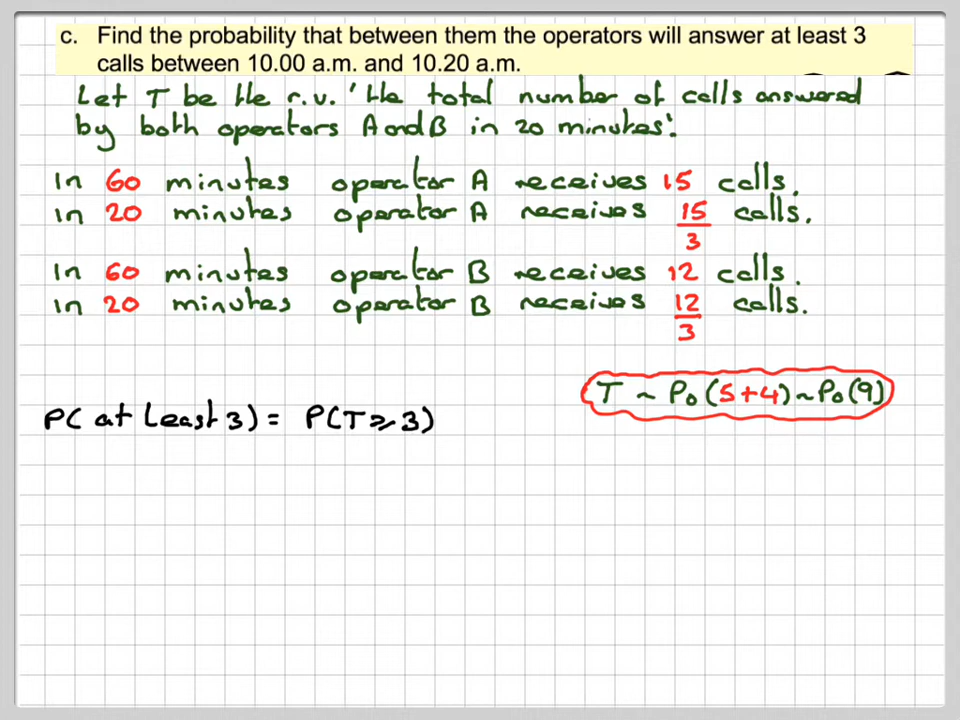 c. Find the probability that between them the operators will answer at least 3
calls between 10.00 a.m. and 10.20 a.m.
Let T be the r.v. 'the total number of calls answered
by both operators A and B in 20 minutes'.
In 60 minutes operator A receives 15 calls.
In 20 minutes operator A receives 15/3 calls.
In 60 minutes operator B receives 12 calls.
In 20 minutes operator B receives 12/3 calls.
T ~ Po(5+4) ~ Po(9)
P(at least 3) = P(T ≥ 3)